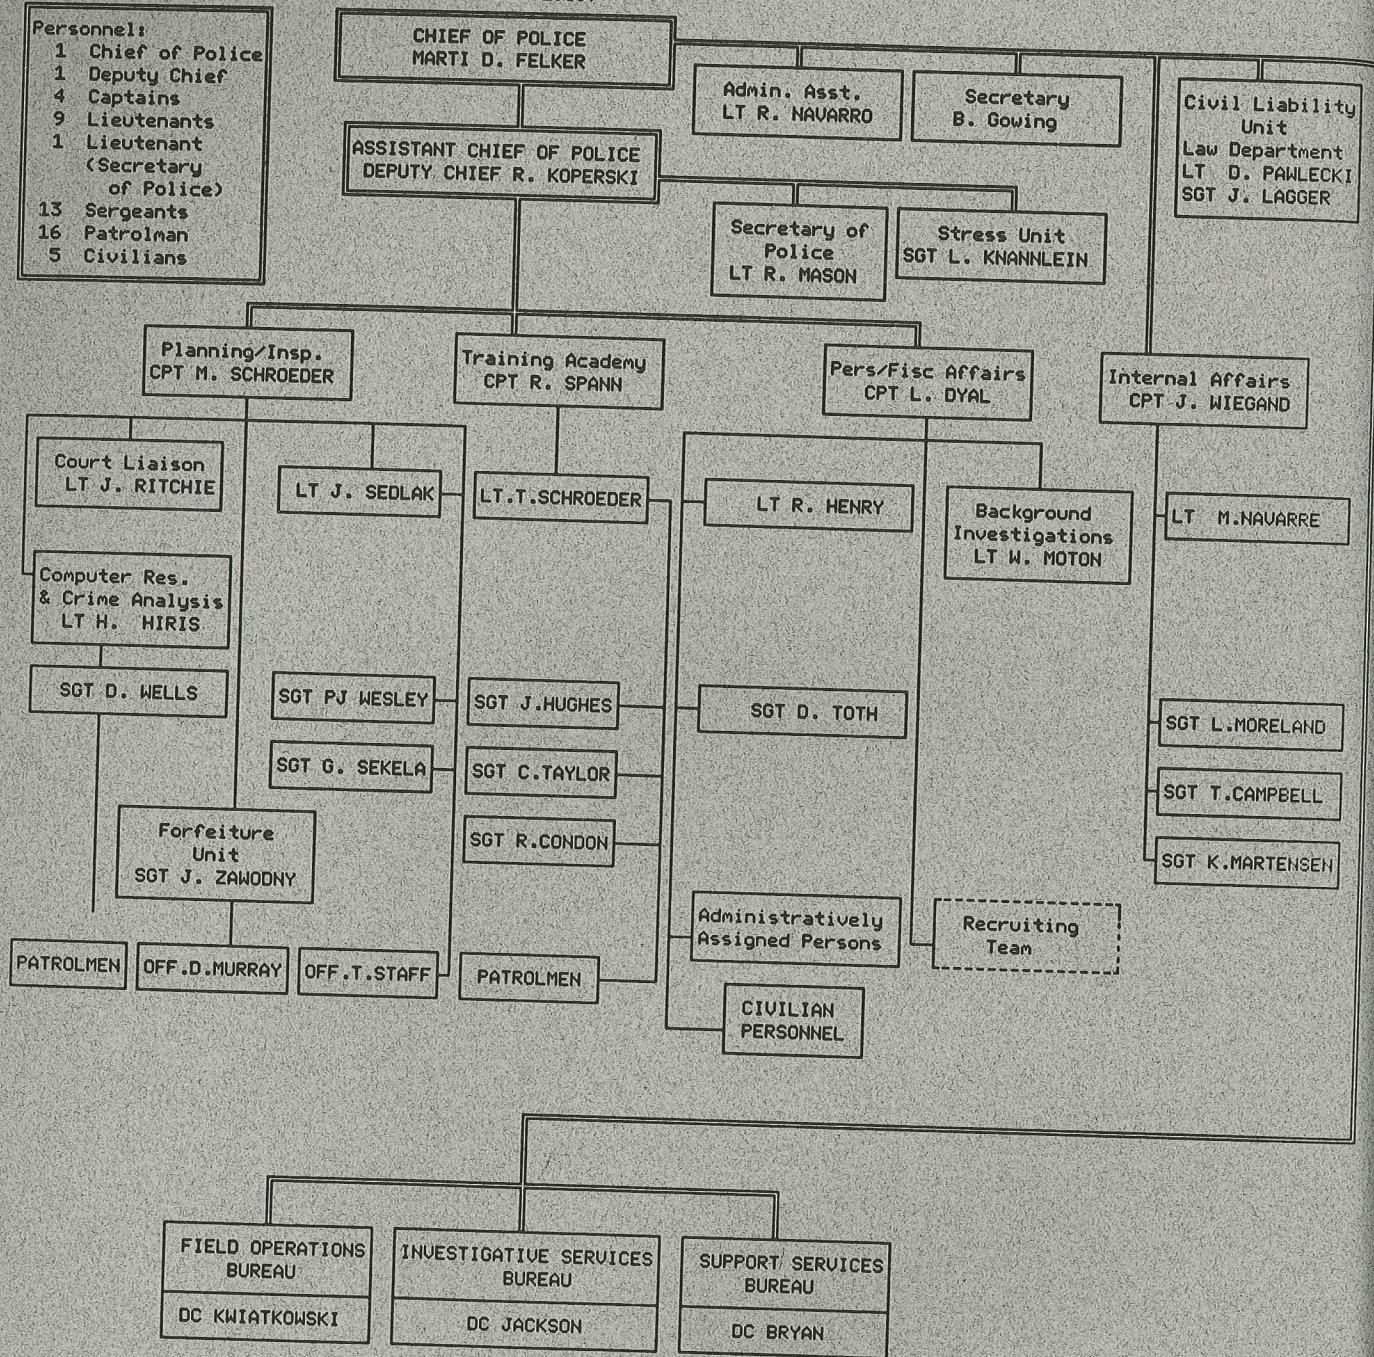 Personnel:
1 Chief of Police
1 Deputy Chief
4 Captains
9 Lieutenants
1 Lieutenant
(Secretary
of Police)
13 Sergeants
16 Patrolman
5 Civilians
CHIEF OF POLICE
MARTI D. FELKER
Admin. Asst.
LT R. NAVARRO
Secretary
B. Gowing
Civil Liability
Unit
Law Department
LT D. PAWLECKI
SGT J. LAGGER
ASSISTANT CHIEF OF POLICE
DEPUTY CHIEF R. KOPERSKI
Secretary of
Police
LT R. MASON
Stress Unit
SGT L. KNANNLEIN
Planning/Insp.
CPT M. SCHROEDER
Training Academy
CPT R. SPANN
Pers/Fisc Affairs
CPT L. DYAL
Internal Affairs
CPT J. WIEGAND
Court Liaison
LT J. RITCHIE
LT J. SEDLAK
LT.T.SCHROEDER
LT R. HENRY
Background
Investigations
LT W. MOTON
LT M.NAVARRE
Computer Res.
& Crime Analysis
LT H. HIRIS
SGT D. WELLS
SGT PJ WESLEY
SGT J.HUGHES
SGT D. TOTH
SGT L.MORELAND
SGT G. SEKELA
SGT C.TAYLOR
SGT T.CAMPBELL
Forfeiture
Unit
SGT J. ZAWODNY
SGT R.CONDON
SGT K.MARTENSEN
Administratively
Assigned Persons
Recruiting
Team
PATROLMEN
OFF.D.MURRAY
OFF.T.STAFF
PATROLMEN
CIVILIAN
PERSONNEL
FIELD OPERATIONS
BUREAU
DC KWIATKOWSKI
INVESTIGATIVE SERVICES
BUREAU
DC JACKSON
SUPPORT SERVICES
BUREAU
DC BRYAN